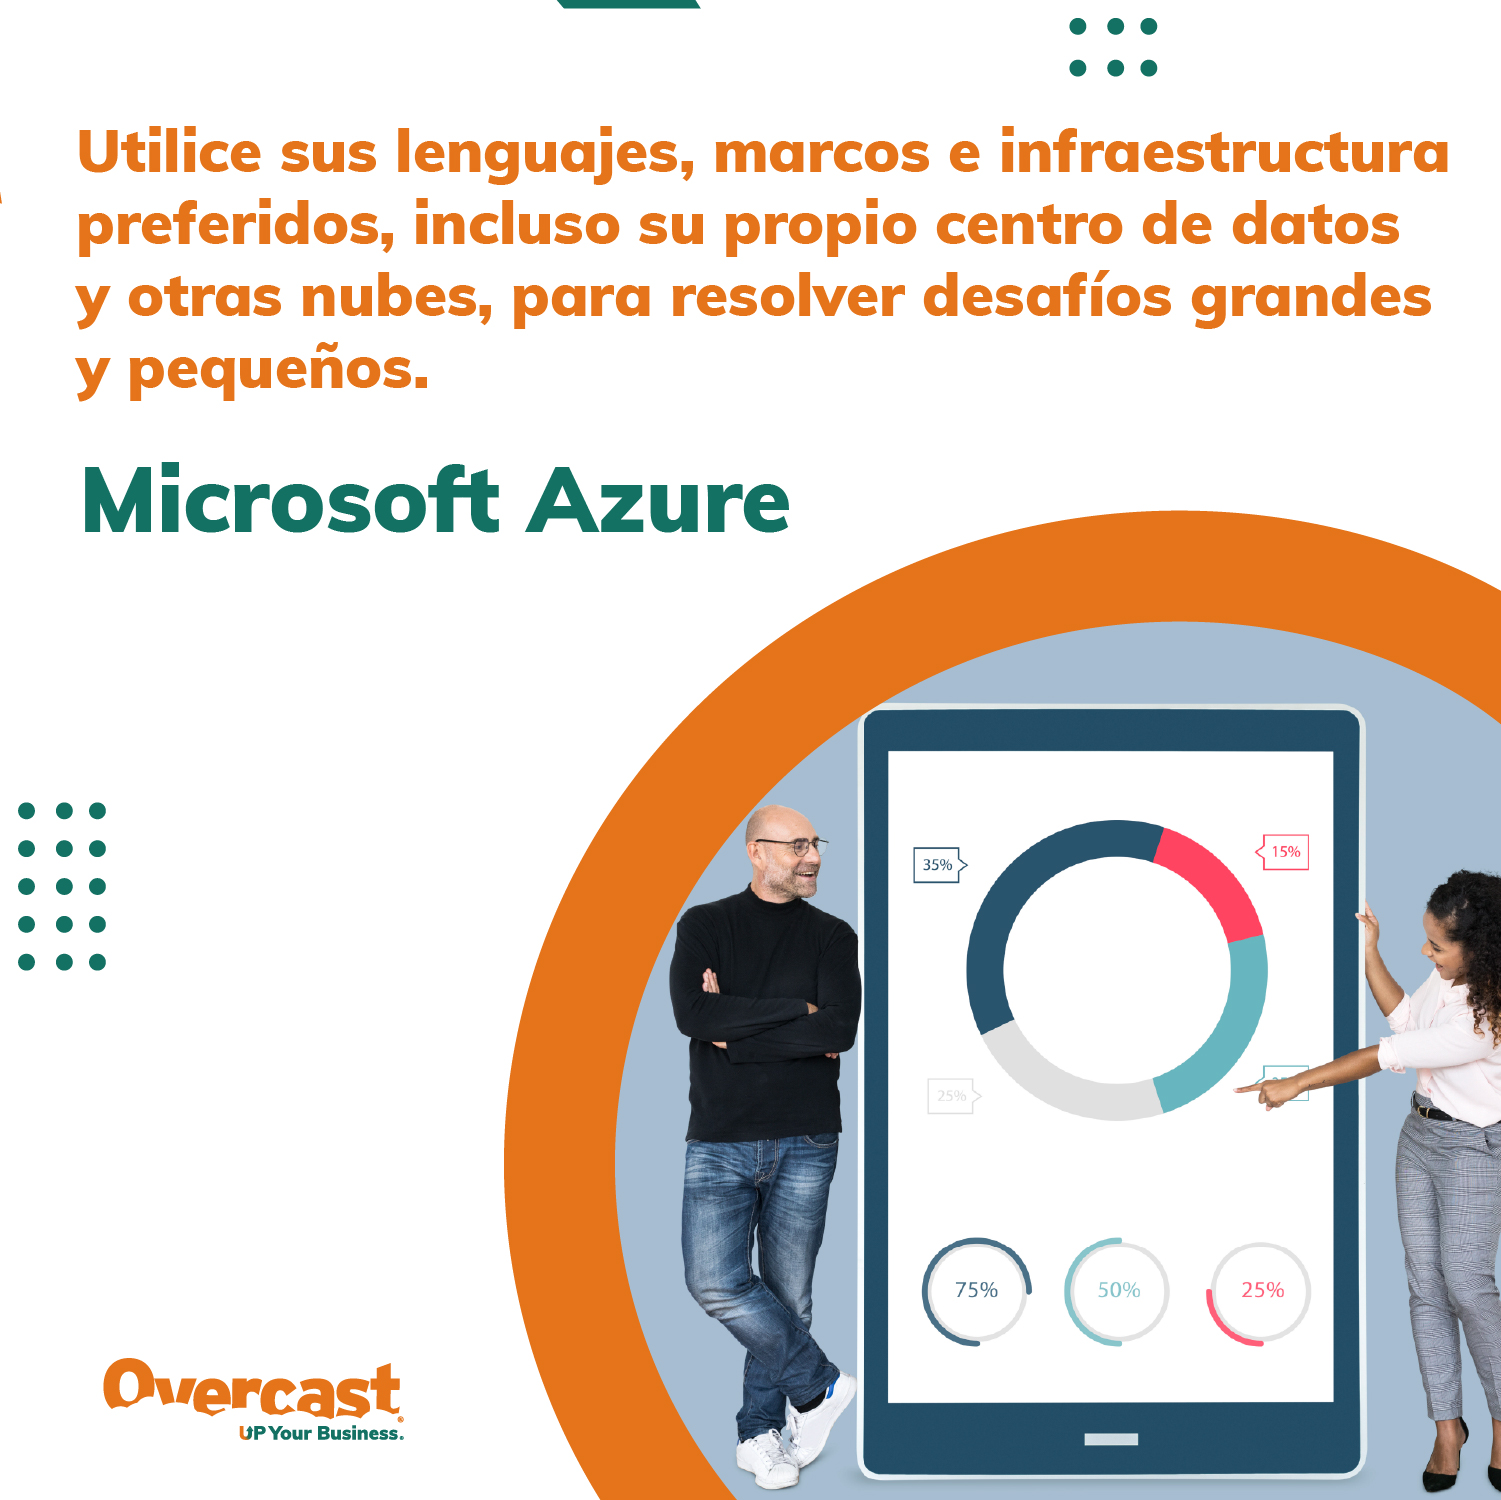 Utilice sus lenguajes, marcos e infraestructura
preferidos, incluso su propio centro de datos
y otras nubes, para resolver desafíos grandes
y pequeños.
Microsoft Azure
35%
15%
25%
75%
50%
25%
Overcast®
UP Your Business.